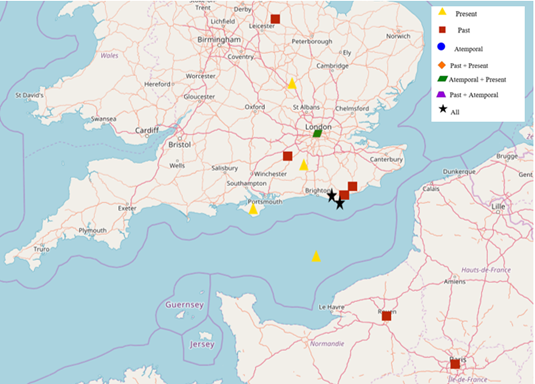 Trent
Derby
Lichfield
Leicester
Norwich
Birmingham
Peterborough
Wales
Coventry
Ely
Cambridge
Worcester
Hereford
St David's
Gloucester
Oxford
St Albans
Chelmsford
Swansea
Cardiff
London
Bristol
Wells
Salisbury
Winchester
Canterbury
Southampton
Brighton
Portsmouth
Exeter
Plymouth
Truro
Dunkerque
Brugge
Gent
Calais
Lille
Hauts-de-France
Amiens
Guernsey
Jersey
Le Havre
Rouen
Normandie
Paris
Île-de-France
Present
Past
Atemporal
Past + Present
Atemporal + Present
Past + Atemporal
All